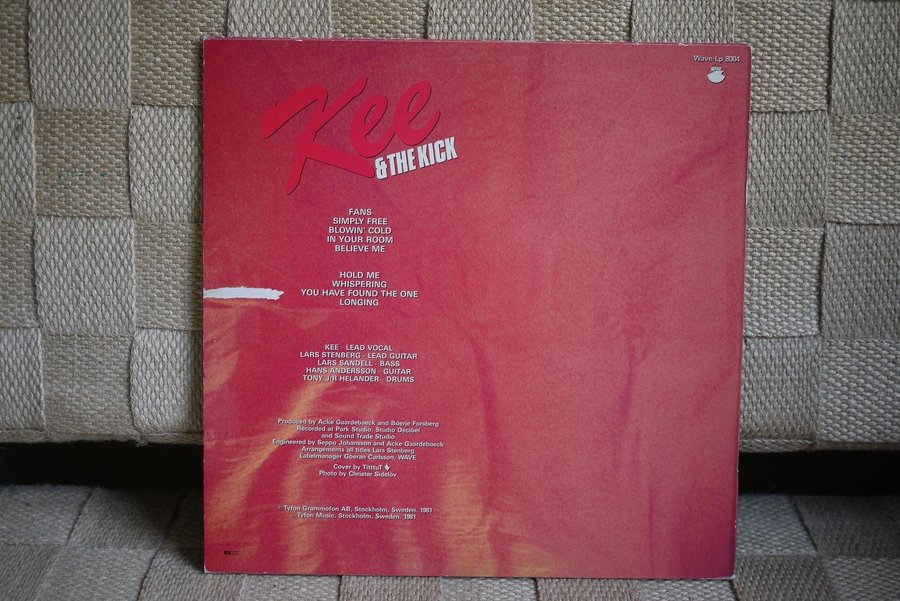 Wave-Lp 8004
Kee
& THE KICK
FANS
SIMPLY FREE
BLOWIN' COLD
IN YOUR ROOM
BELIEVE ME
HOLD ME
WHISPERING
YOU HAVE FOUND THE ONE
LONGING
KEE - LEAD VOCAL
LARS STENBERG - LEAD GUITAR
LARS SANDELL - BASS
HANS ANDERSSON - GUITAR
TONY J:R HELANDER - DRUMS
Produced by Acke Gaardebaeck and Boerje Forsberg
Recorded at Park Studio, Studio Decibel
and Sound Trade Studio
Engineered by Seppo Johansson and Acke Gaardebaeck
Arrangements all titles Lars Stenberg
Labelmanager Goeran Carlsson, WAVE
Cover by
Photo by Christer Sidelöv
Tyfon Grammofon AB, Stockholm, Sweden, 1981
Tyfon Music, Stockholm, Sweden, 1981